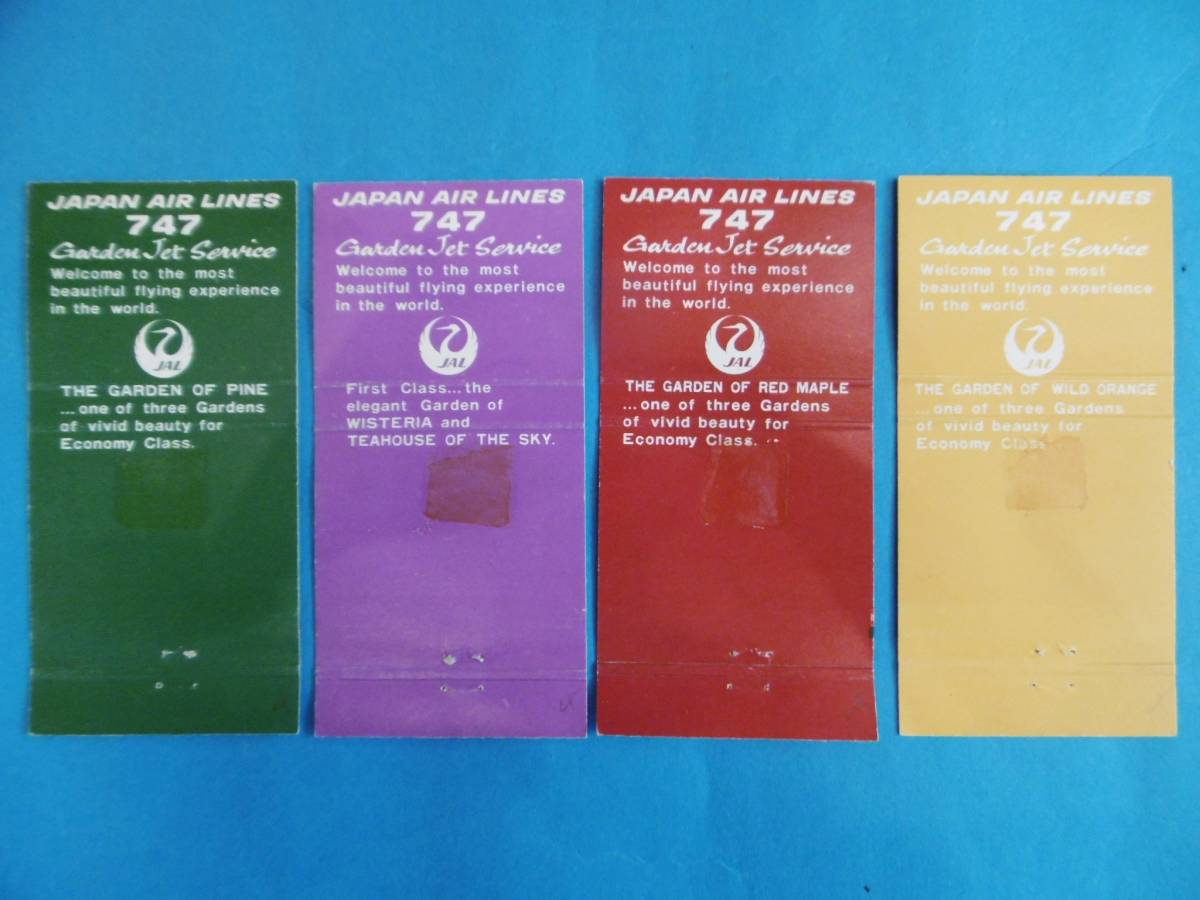 JAPAN AIR LINES
747
Garden Jet Service
Welcome to the most
beautiful flying experience
in the world.
JAL
THE GARDEN OF PINE
...one of three Gardens
of vivid beauty for
Economy Class.
JAPAN AIR LINES
747
Garden Jet Service
Welcome to the most
beautiful flying experience
in the world.
JAL
First Class...the
elegant Garden of
WISTERIA and
TEAHOUSE OF THE SKY.
JAPAN AIR LINES
747
Garden Jet Service
Welcome to the most
beautiful flying experience
in the world.
JAL
THE GARDEN OF RED MAPLE
...one of three Gardens
of vivid beauty for
Economy Class.
JAPAN AIR LINES
747
Garden Jet Service
Welcome to the most
beautiful flying experience
in the world.
JAL
THE GARDEN OF WILD ORANGE
...one of three Gardens
of vivid beauty for
Economy Class